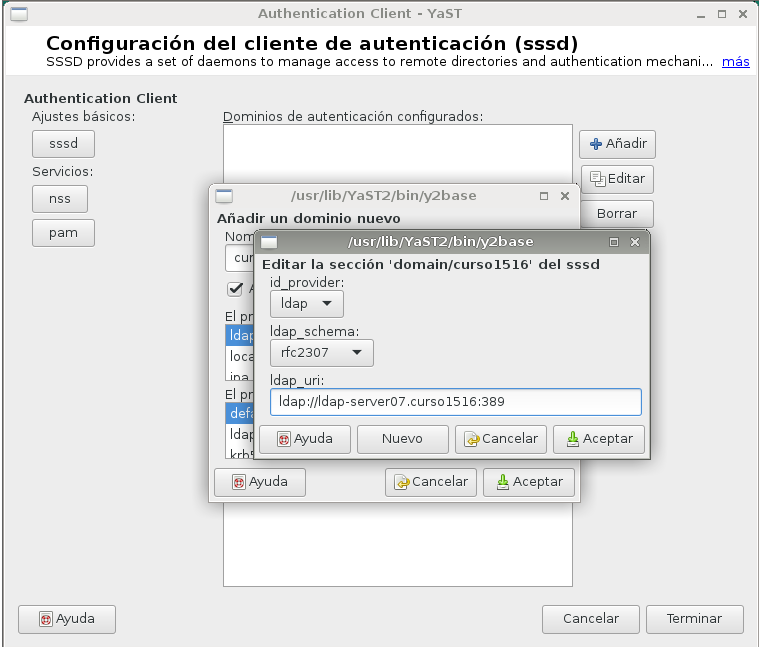 Authentication Client - YaST
Configuración del cliente de autenticación (sssd)
SSSD provides a set of daemons to manage access to remote directories and authentication mechani... más
Authentication Client
Ajustes básicos:
sssd
Servicios:
nss
pam
Dominios de autenticación configurados:
Añadir
Editar
Borrar
/usr/lib/YaST2/bin/y2base
Añadir un dominio nuevo
Nom
cur
El pr
ldap
loca
ipa
El pr
defa
ldap
krb5
Ayuda
Cancelar
Aceptar
/usr/lib/YaST2/bin/y2base
Editar la sección 'domain/curso1516' del sssd
id_provider:
ldap
ldap_schema:
rfc2307
ldap_uri:
ldap://ldap-server07.curso1516:389
Ayuda
Nuevo
Cancelar
Aceptar
Ayuda
Cancelar
Terminar